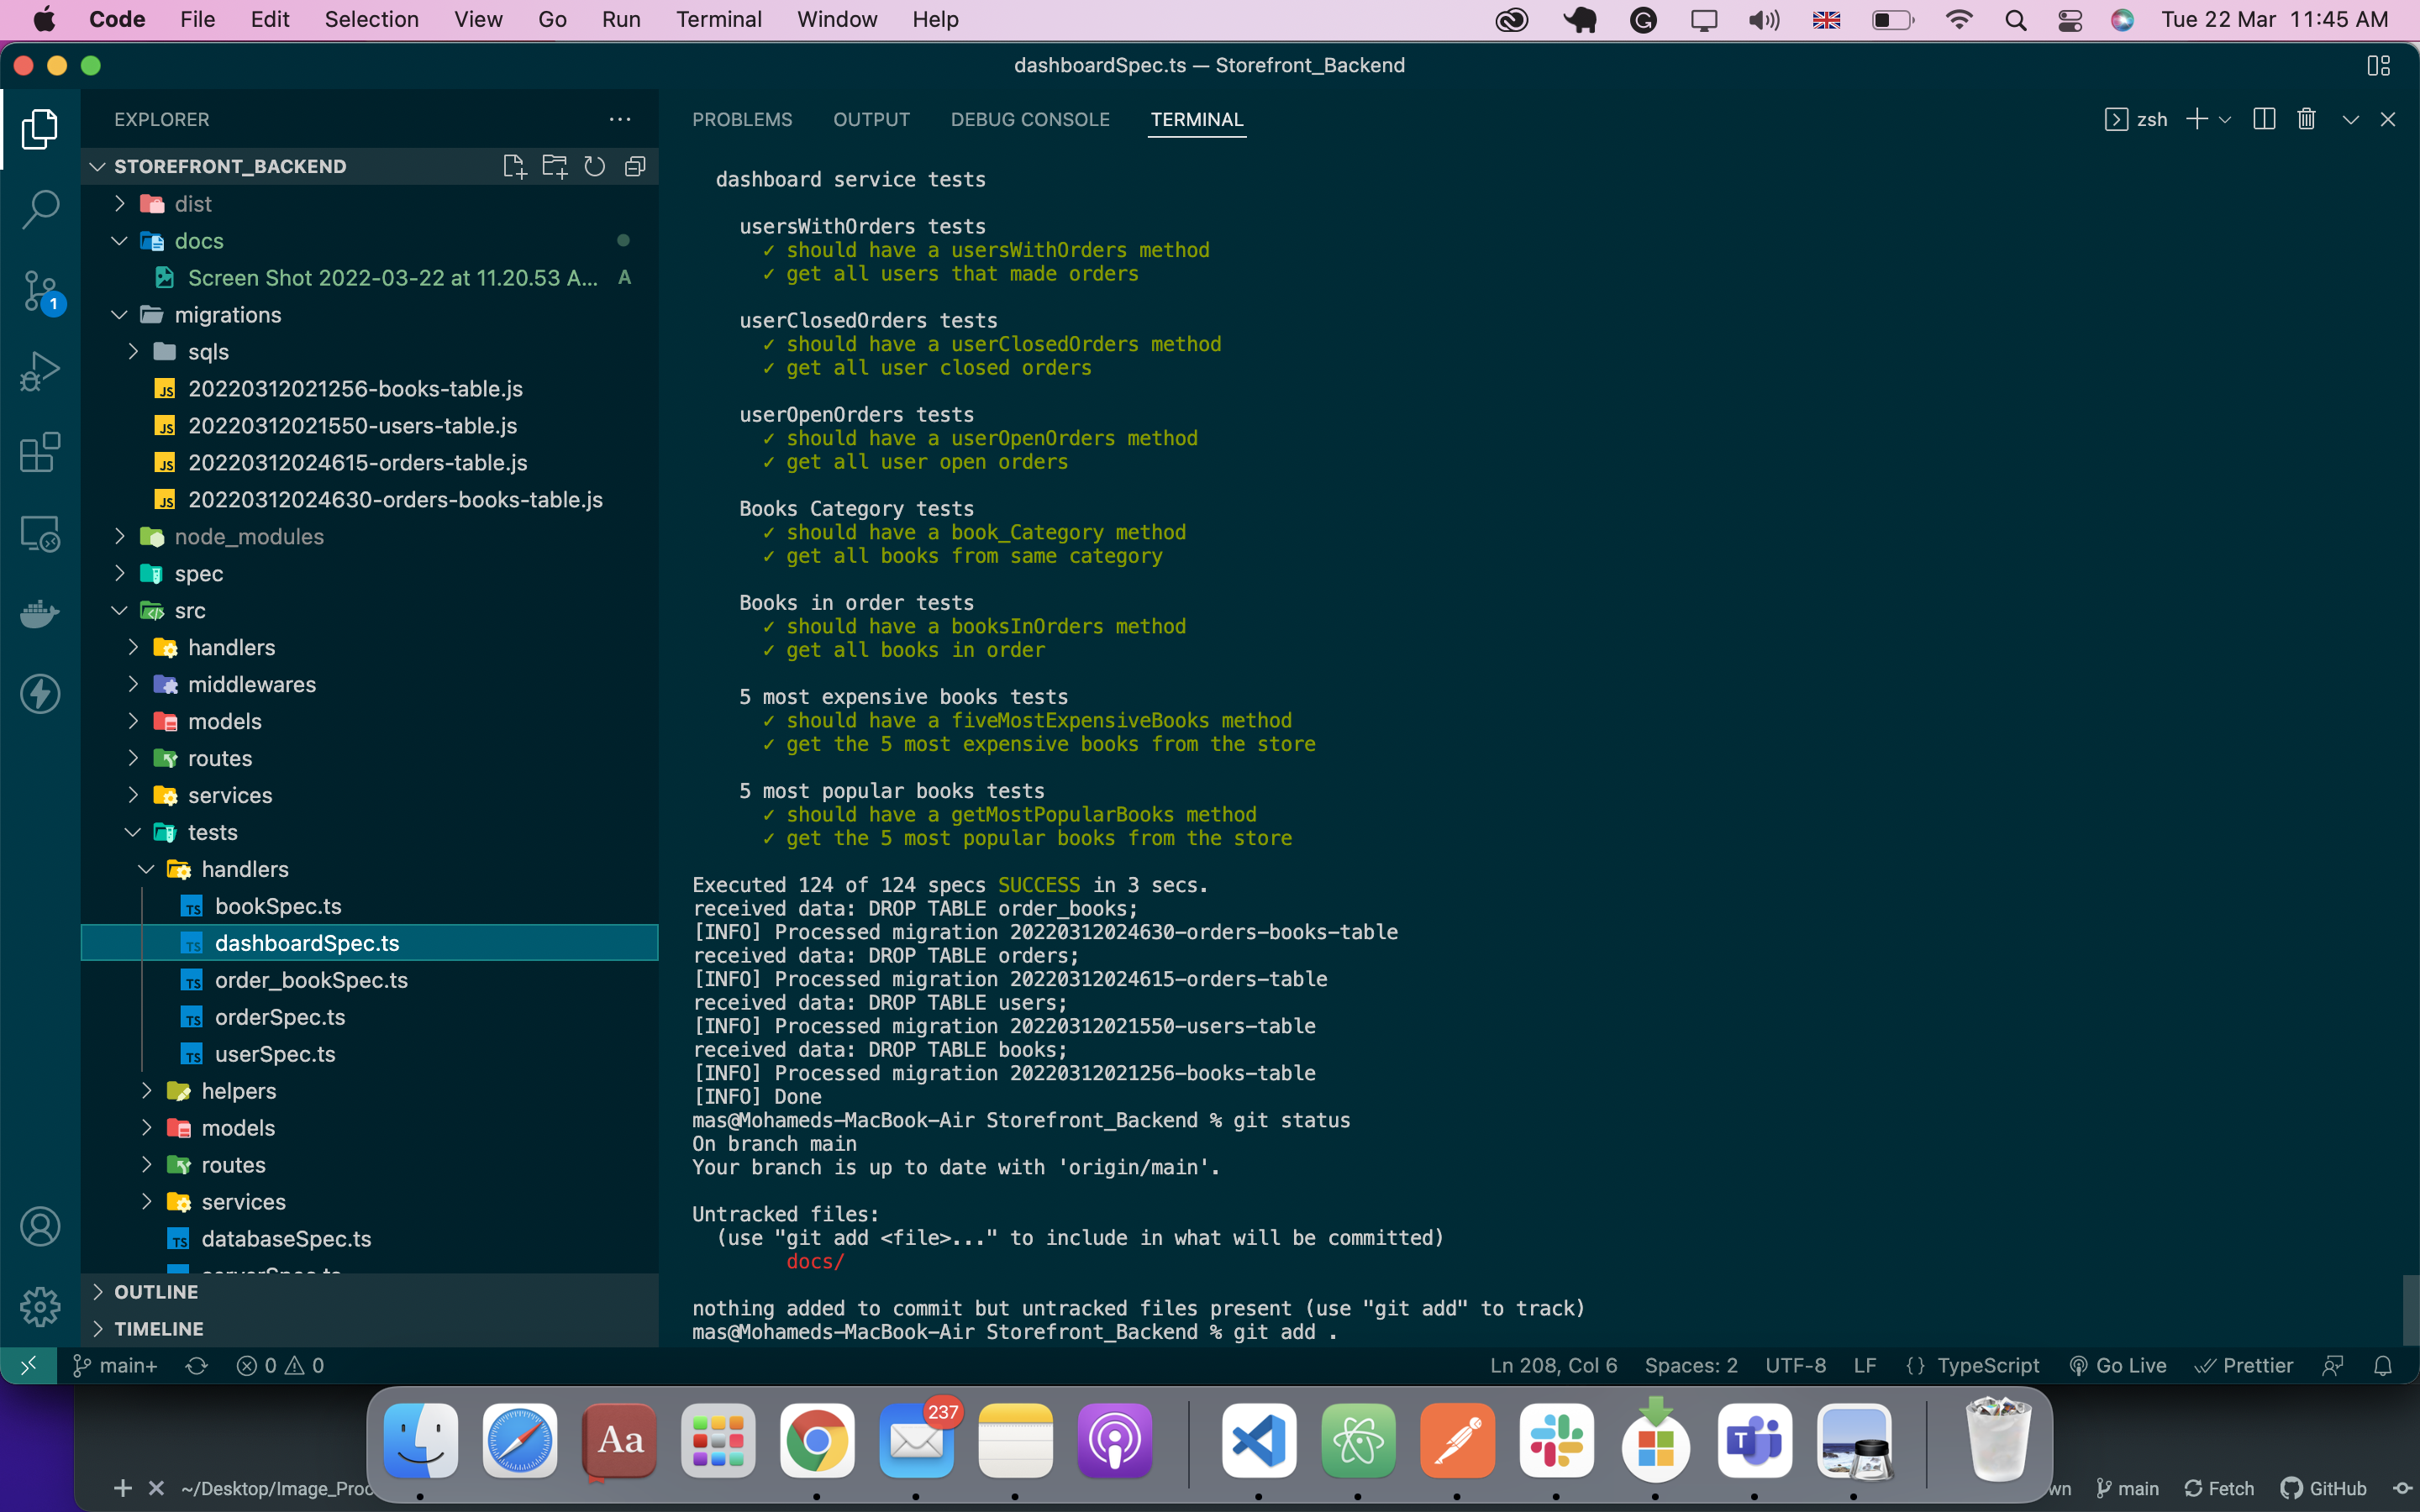 Code File Edit Selection View Go Run Terminal Window Help Tue 22 Mar 11:45 AM
dashboardSpec.ts — Storefront_Backend
EXPLORER
STOREFRONT_BACKEND
dist
docs
Screen Shot 2022-03-22 at 11.20.53 A... A
migrations
sqls
20220312021256-books-table.js
20220312021550-users-table.js
20220312024615-orders-table.js
20220312024630-orders-books-table.js
node_modules
spec
src
handlers
middlewares
models
routes
services
tests
handlers
bookSpec.ts
dashboardSpec.ts
order_bookSpec.ts
orderSpec.ts
userSpec.ts
helpers
models
routes
services
databaseSpec.ts
serverSpec.ts
OUTLINE
TIMELINE
1
PROBLEMS OUTPUT DEBUG CONSOLE TERMINAL zsh
dashboard service tests
usersWithOrders tests
✓ should have a usersWithOrders method
✓ get all users that made orders
userClosedOrders tests
✓ should have a userClosedOrders method
✓ get all user closed orders
userOpenOrders tests
✓ should have a userOpenOrders method
✓ get all user open orders
Books Category tests
✓ should have a book_Category method
✓ get all books from same category
Books in order tests
✓ should have a booksInOrders method
✓ get all books in order
5 most expensive books tests
✓ should have a fiveMostExpensiveBooks method
✓ get the 5 most expensive books from the store
5 most popular books tests
✓ should have a getMostPopularBooks method
✓ get the 5 most popular books from the store
Executed 124 of 124 specs SUCCESS in 3 secs.
received data: DROP TABLE order_books;
[INFO] Processed migration 20220312024630-orders-books-table
received data: DROP TABLE orders;
[INFO] Processed migration 20220312024615-orders-table
received data: DROP TABLE users;
[INFO] Processed migration 20220312021550-users-table
received data: DROP TABLE books;
[INFO] Processed migration 20220312021256-books-table
[INFO] Done
mas@Mohameds-MacBook-Air Storefront_Backend % git status
On branch main
Your branch is up to date with 'origin/main'.
Untracked files:
(use "git add <file>..." to include in what will be committed)
docs/
nothing added to commit but untracked files present (use "git add" to track)
mas@Mohameds-MacBook-Air Storefront_Backend % git add .
main+ 0 0 Ln 208, Col 6 Spaces: 2 UTF-8 LF {} TypeScript Go Live Prettier
Aa 237 T
~/Desktop/Image_Proc wn main Fetch GitHub